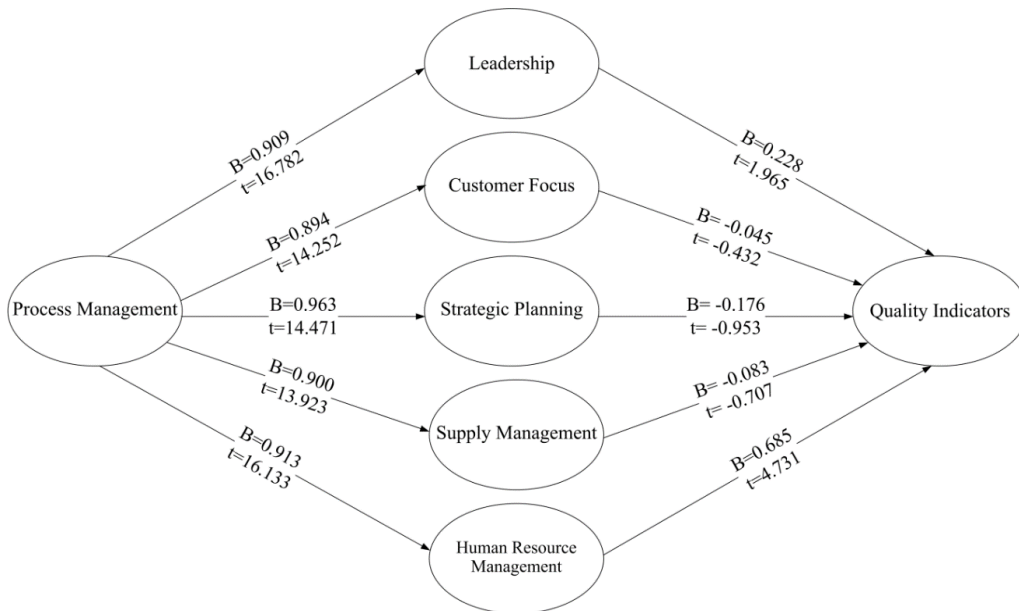 Leadership
B=0.909
t=16.782
B=0.228
t=1.965
Customer Focus
B=0.894
t=14.252
B= -0.045
t= -0.432
Process Management
B=0.963
t=14.471
Strategic Planning
B= -0.176
t= -0.953
Quality Indicators
B=0.900
t=13.923
Supply Management
B= -0.083
t= -0.707
B=0.913
t=16.133
Human Resource
Management
B=0.685
t=4.731